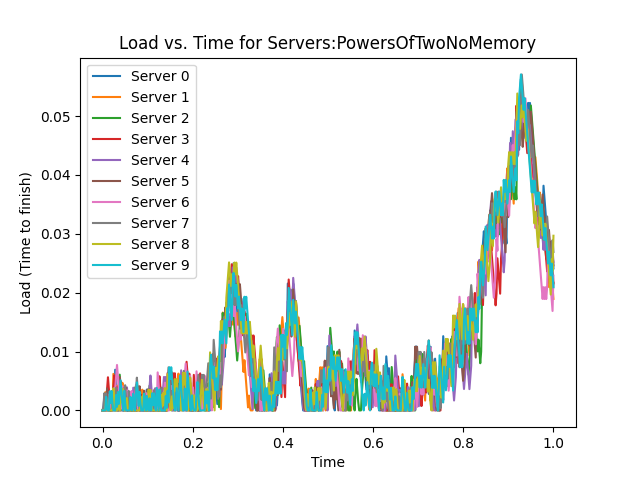 Load vs. Time for Servers:PowersOfTwoNoMemory
Server 0
Server 1
Server 2
Server 3
Server 4
Server 5
Server 6
Server 7
Server 8
Server 9
Load (Time to finish)
0.05
0.04
0.03
0.02
0.01
0.00
0.0 0.2 0.4 0.6 0.8 1.0
Time